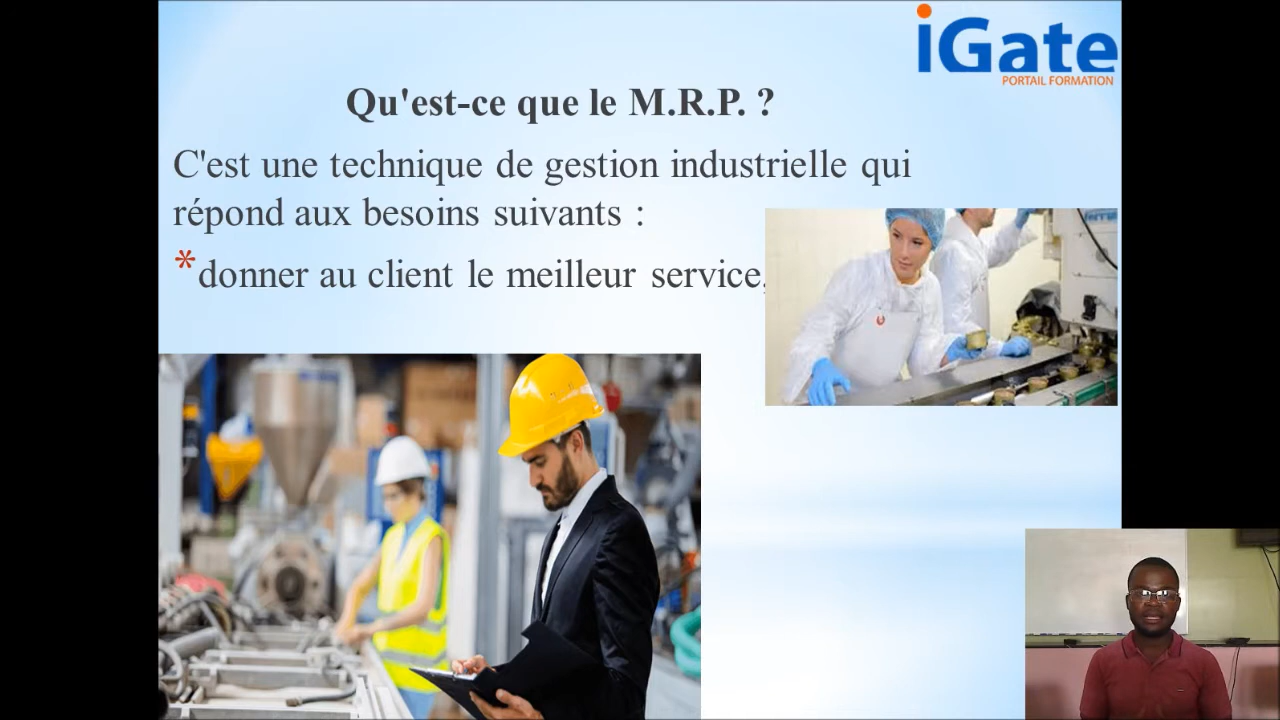 iGate
PORTAIL FORMATION
Qu'est-ce que le M.R.P. ?
C'est une technique de gestion industrielle qui
répond aux besoins suivants :
*donner au client le meilleur service,